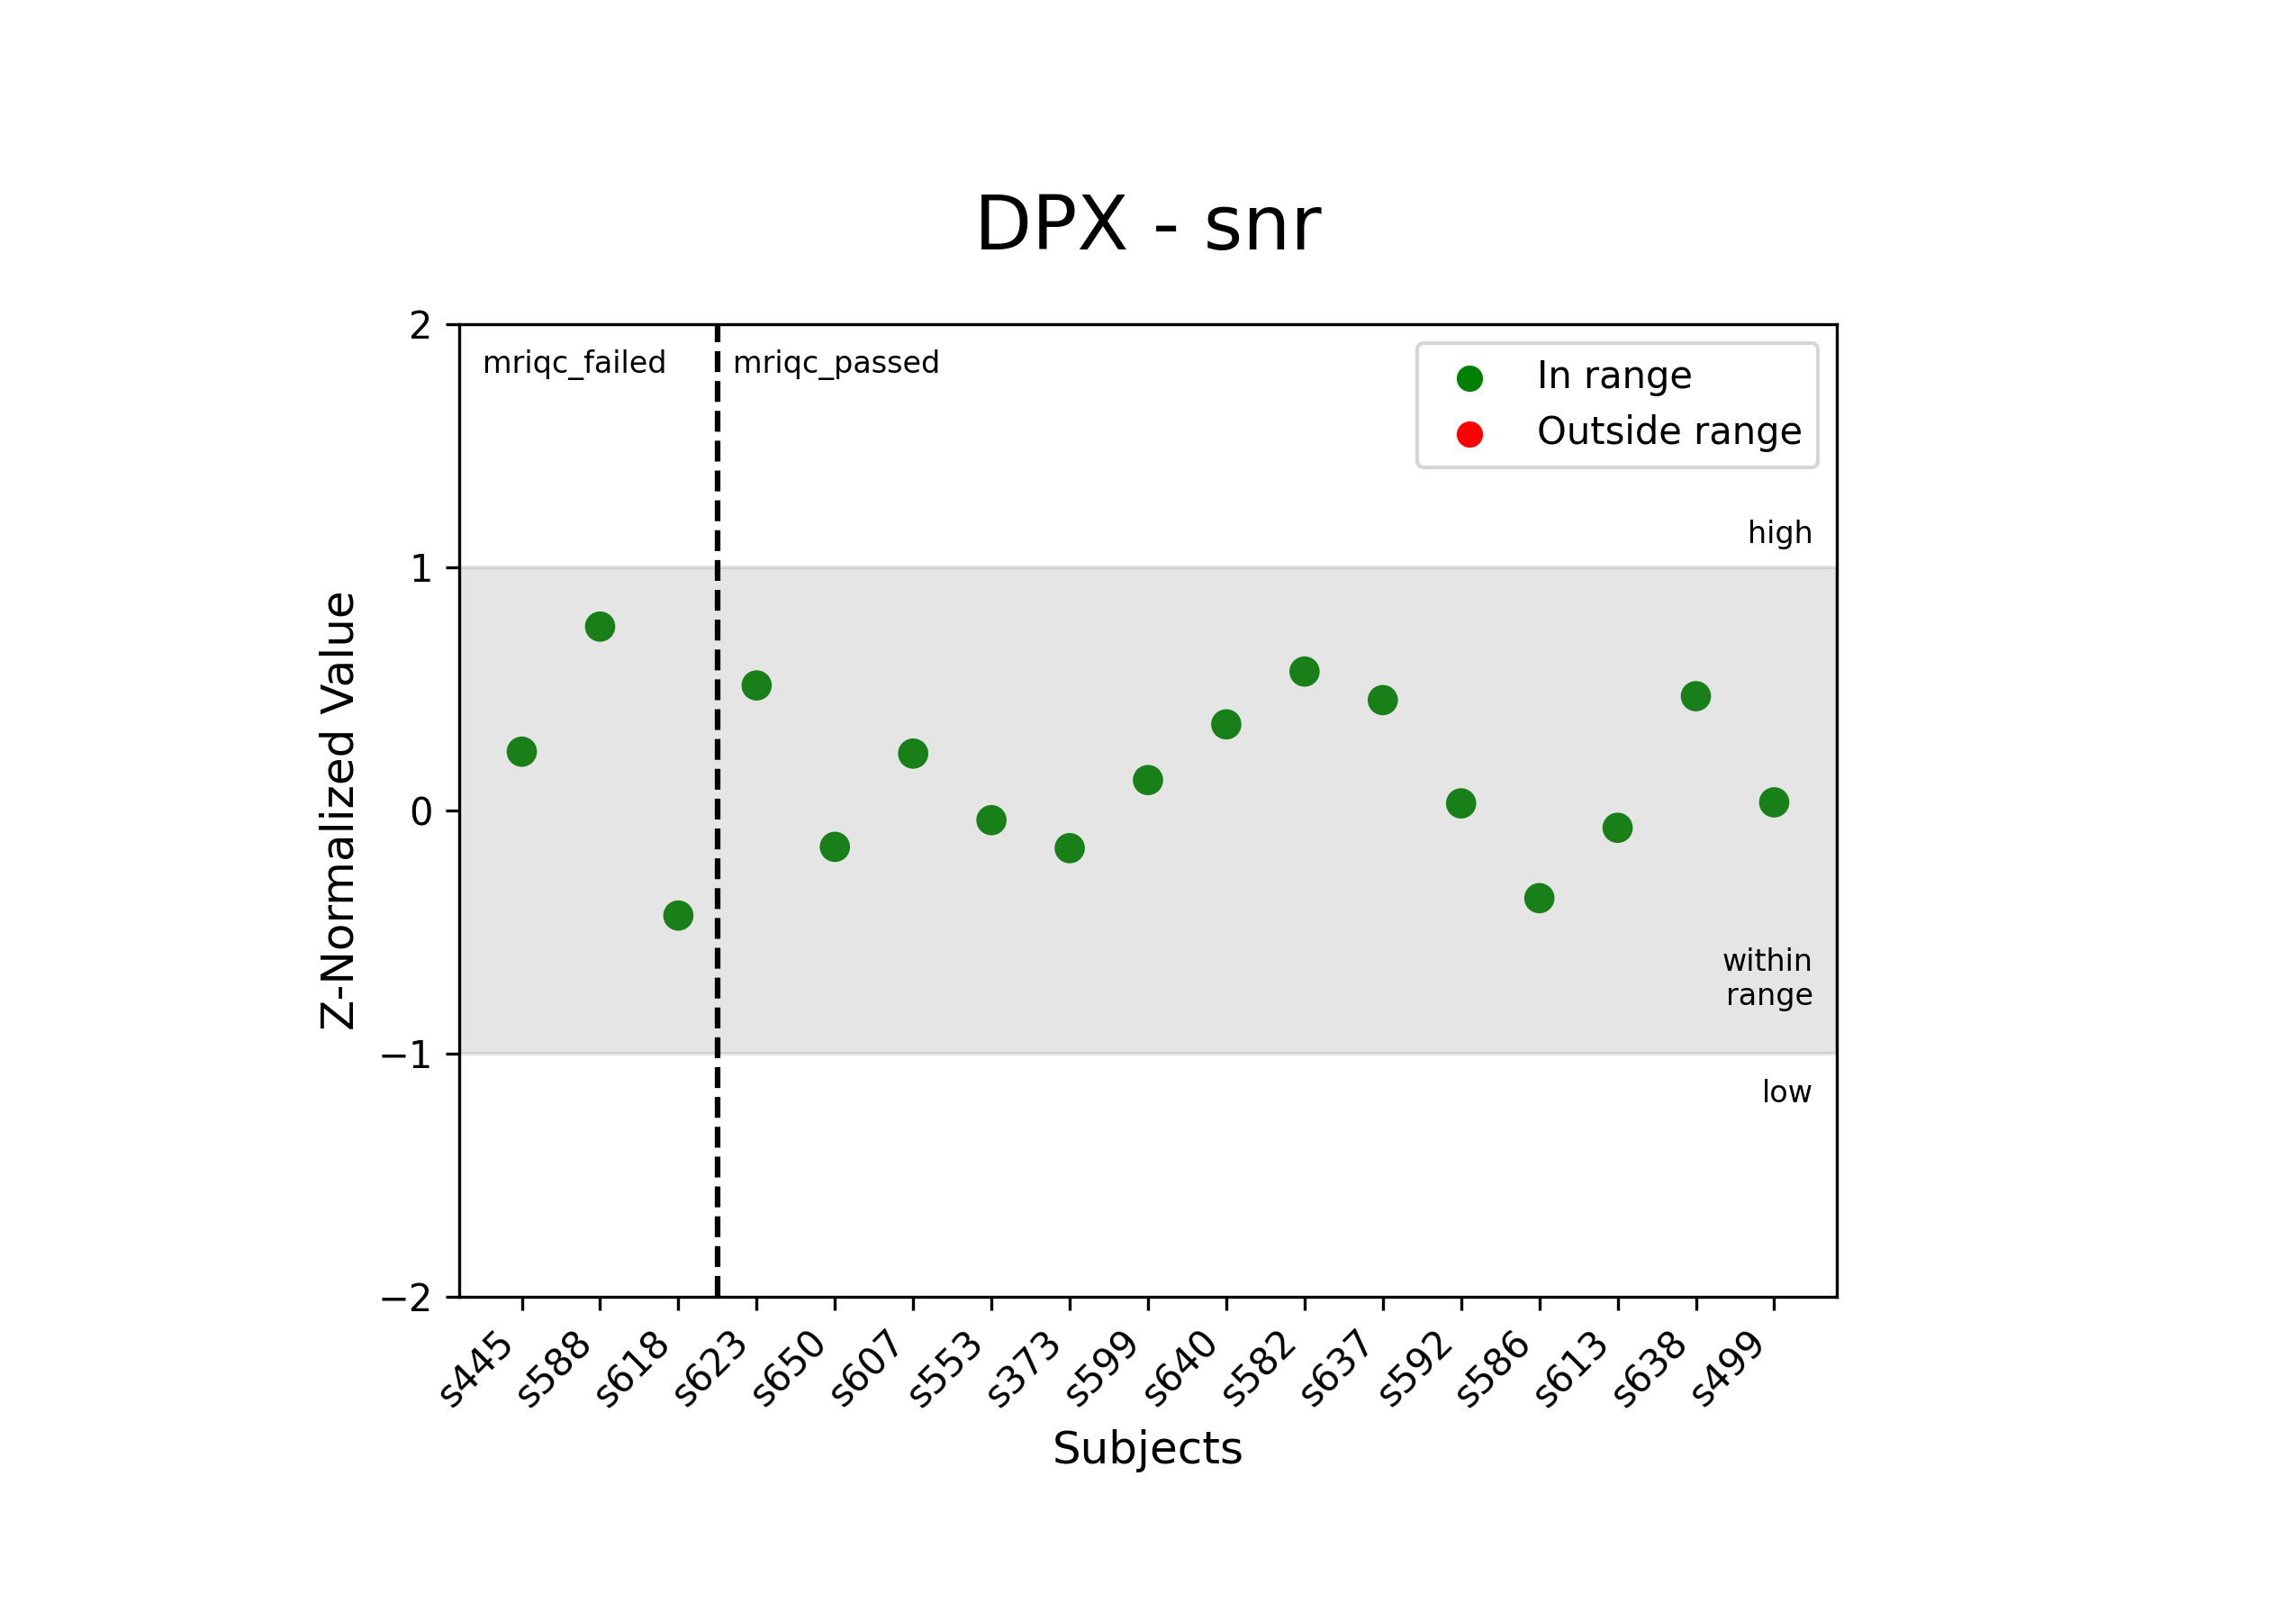 DPX - snr
2
mriqc_failed
mriqc_passed
In range
Outside range
high
1
Z-Normalized Value
0
within
range
−1
low
−2
s445
s588
s618
s623
s650
s607
s553
s373
s599
s640
s582
s637
s592
s586
s613
s638
s499
Subjects